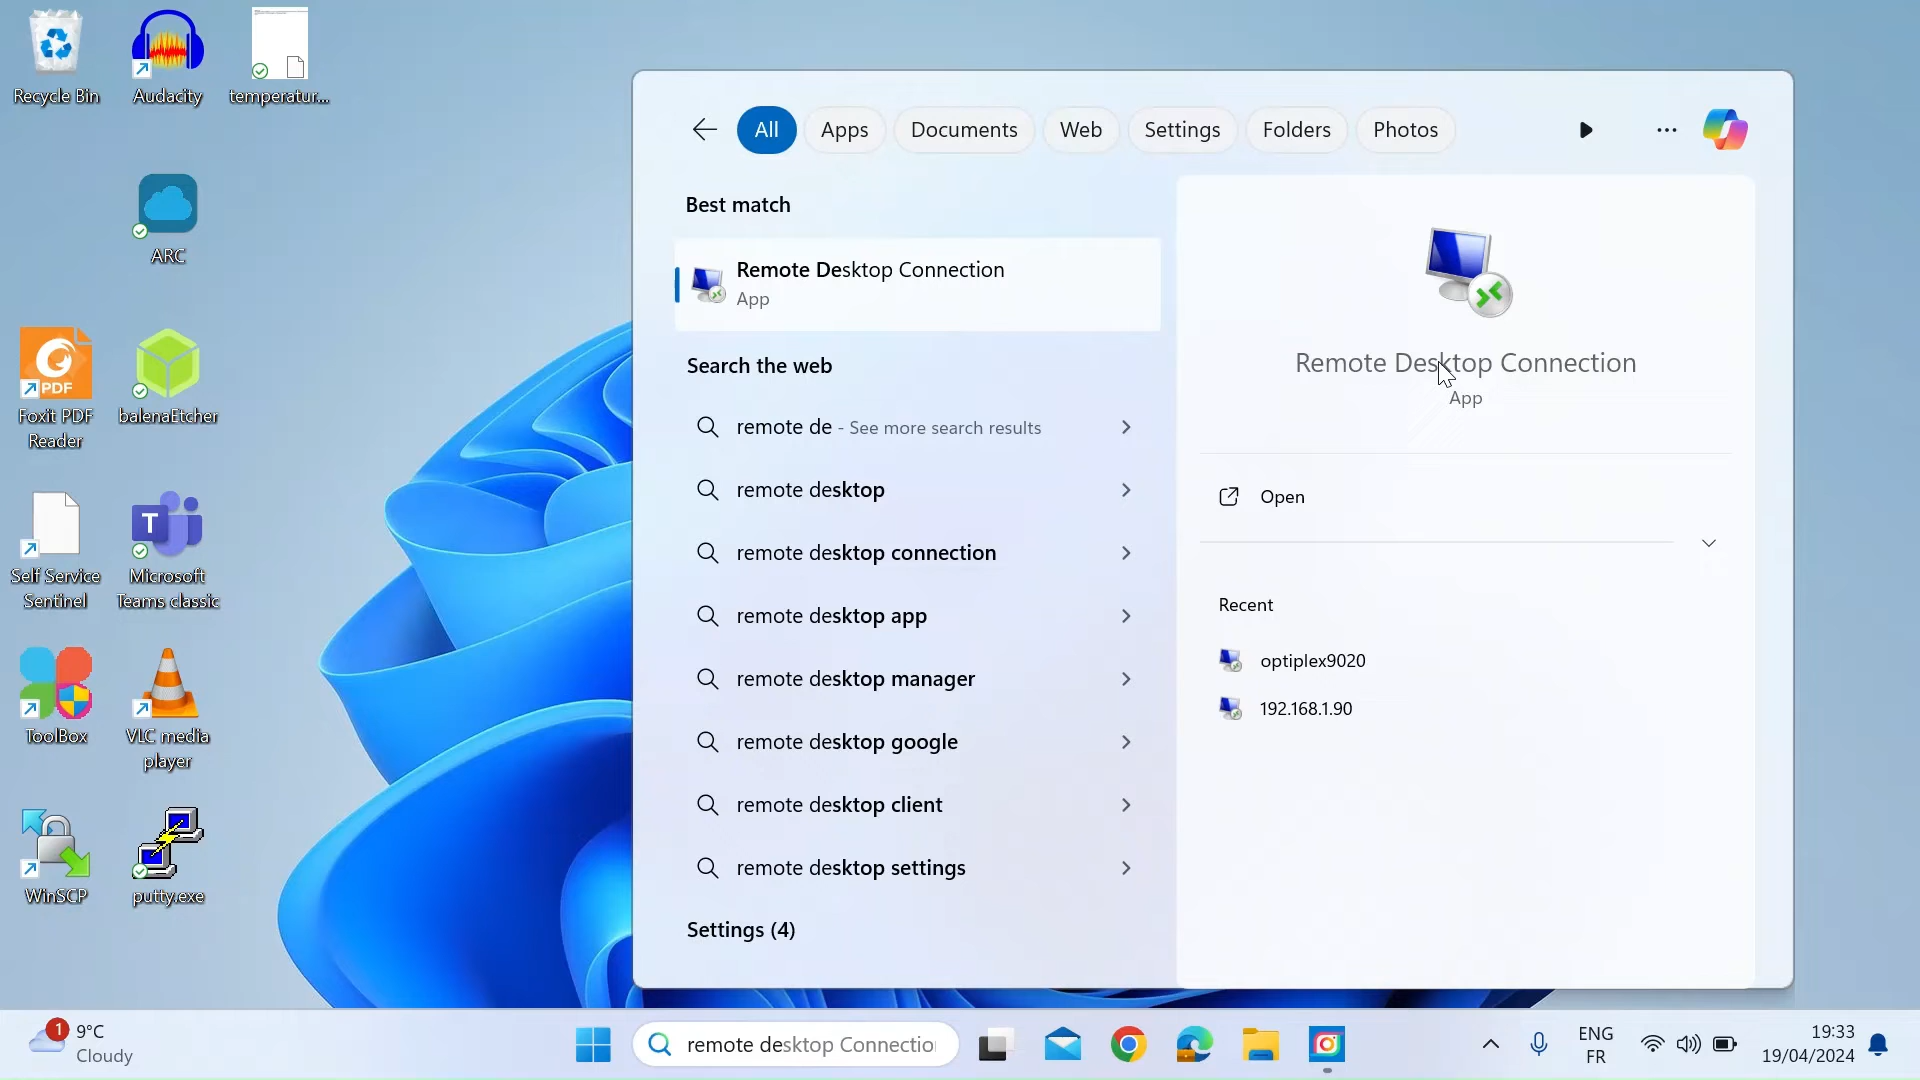 Recycle Bin
Audacity
temperatur...
ARC
PDF
Foxit PDF
Reader
balenaEtcher
Self Service
Sentinel
T
Microsoft
Teams classic
ToolBox
VLC media
player
WinSCP
putty.exe
All
Apps
Documents
Web
Settings
Folders
Photos
Best match
Remote Desktop Connection
App
Search the web
remote de - See more search results
remote desktop
remote desktop connection
remote desktop app
remote desktop manager
remote desktop google
remote desktop client
remote desktop settings
Settings (4)
Remote Desktop Connection
App
Open
Recent
optiplex9020
192.168.1.90
1
9°C
Cloudy
remote desktop Connectio
ENG
FR
19:33
19/04/2024